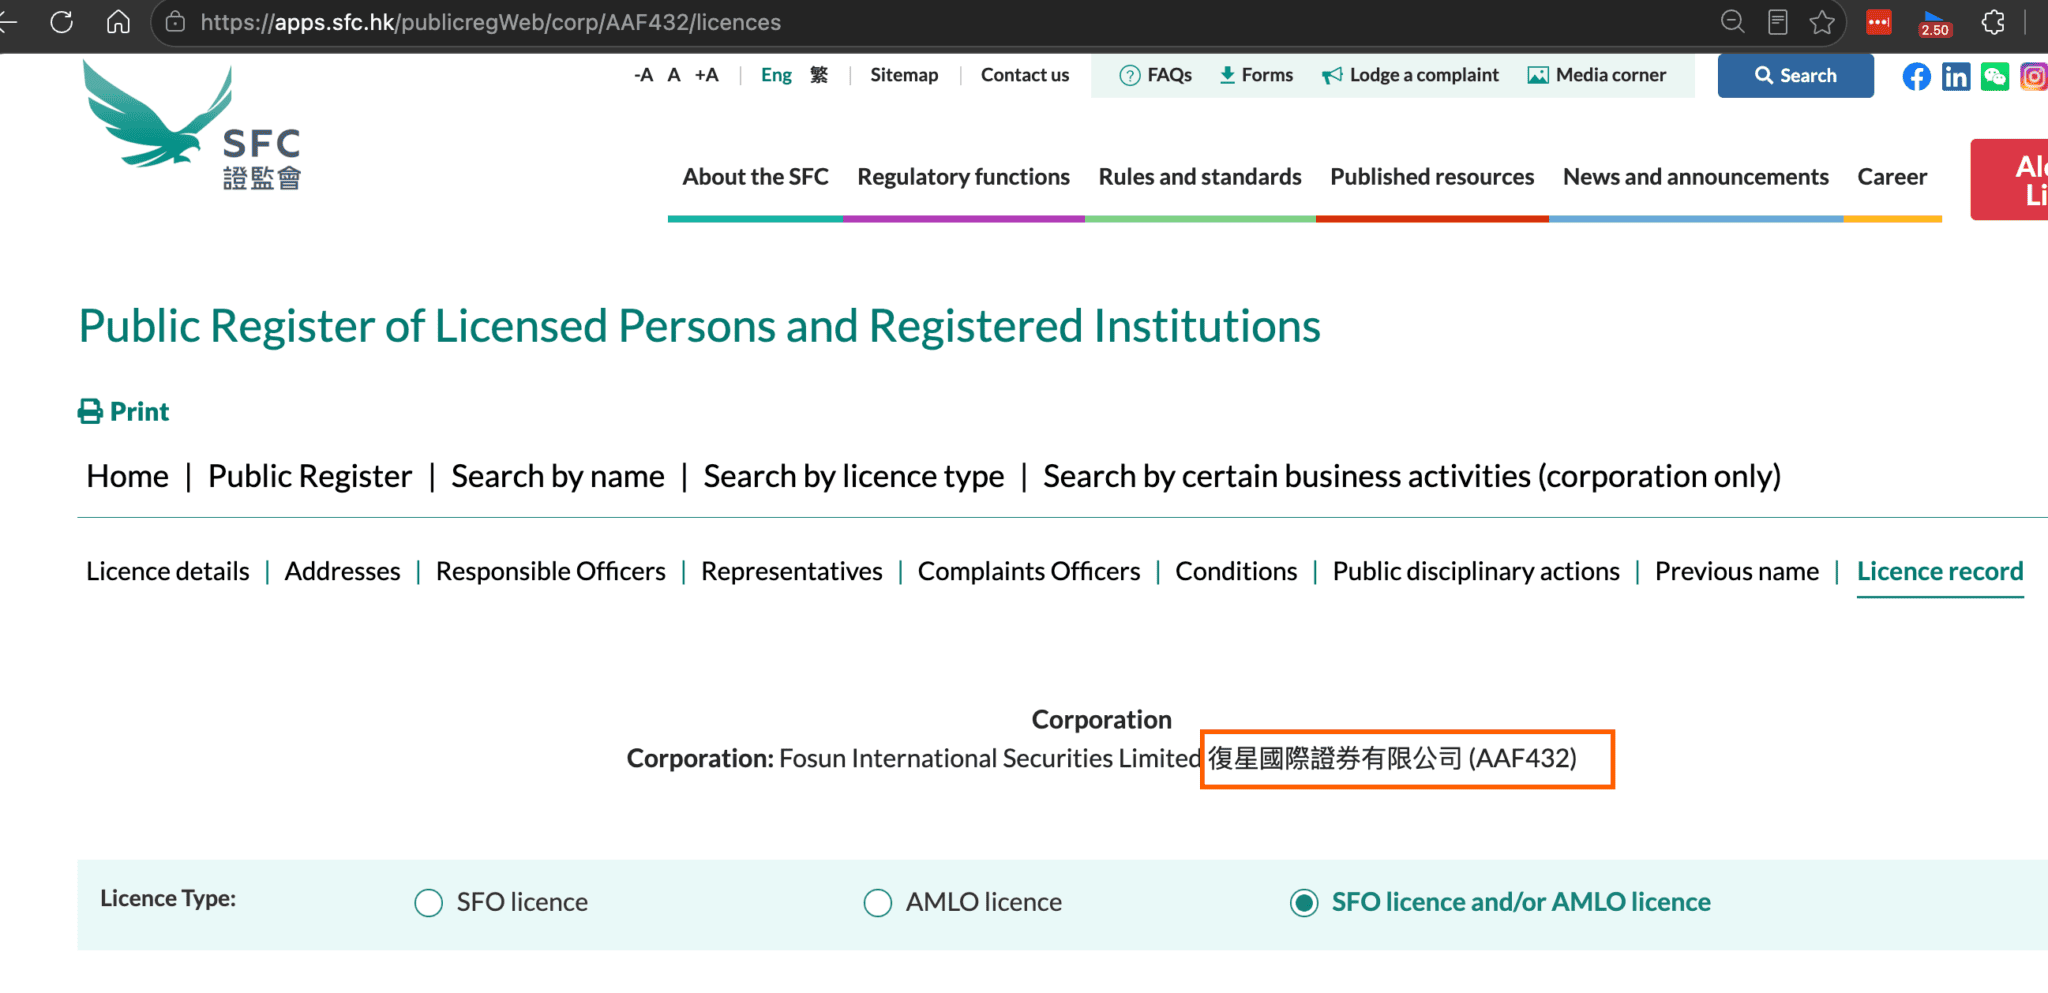 https://apps.sfc.hk/publicregWeb/corp/AAF432/licences
2.50
-A A +A | Eng 繁 | Sitemap | Contact us FAQs Forms Lodge a complaint Media corner Search
SFC
證監會
About the SFC Regulatory functions Rules and standards Published resources News and announcements Career
Public Register of Licensed Persons and Registered Institutions
Print
Home | Public Register | Search by name | Search by licence type | Search by certain business activities (corporation only)
Licence details | Addresses | Responsible Officers | Representatives | Complaints Officers | Conditions | Public disciplinary actions | Previous name | Licence record
Corporation
Corporation: Fosun International Securities Limited 復星國際證券有限公司 (AAF432)
Licence Type: SFO licence AMLO licence SFO licence and/or AMLO licence